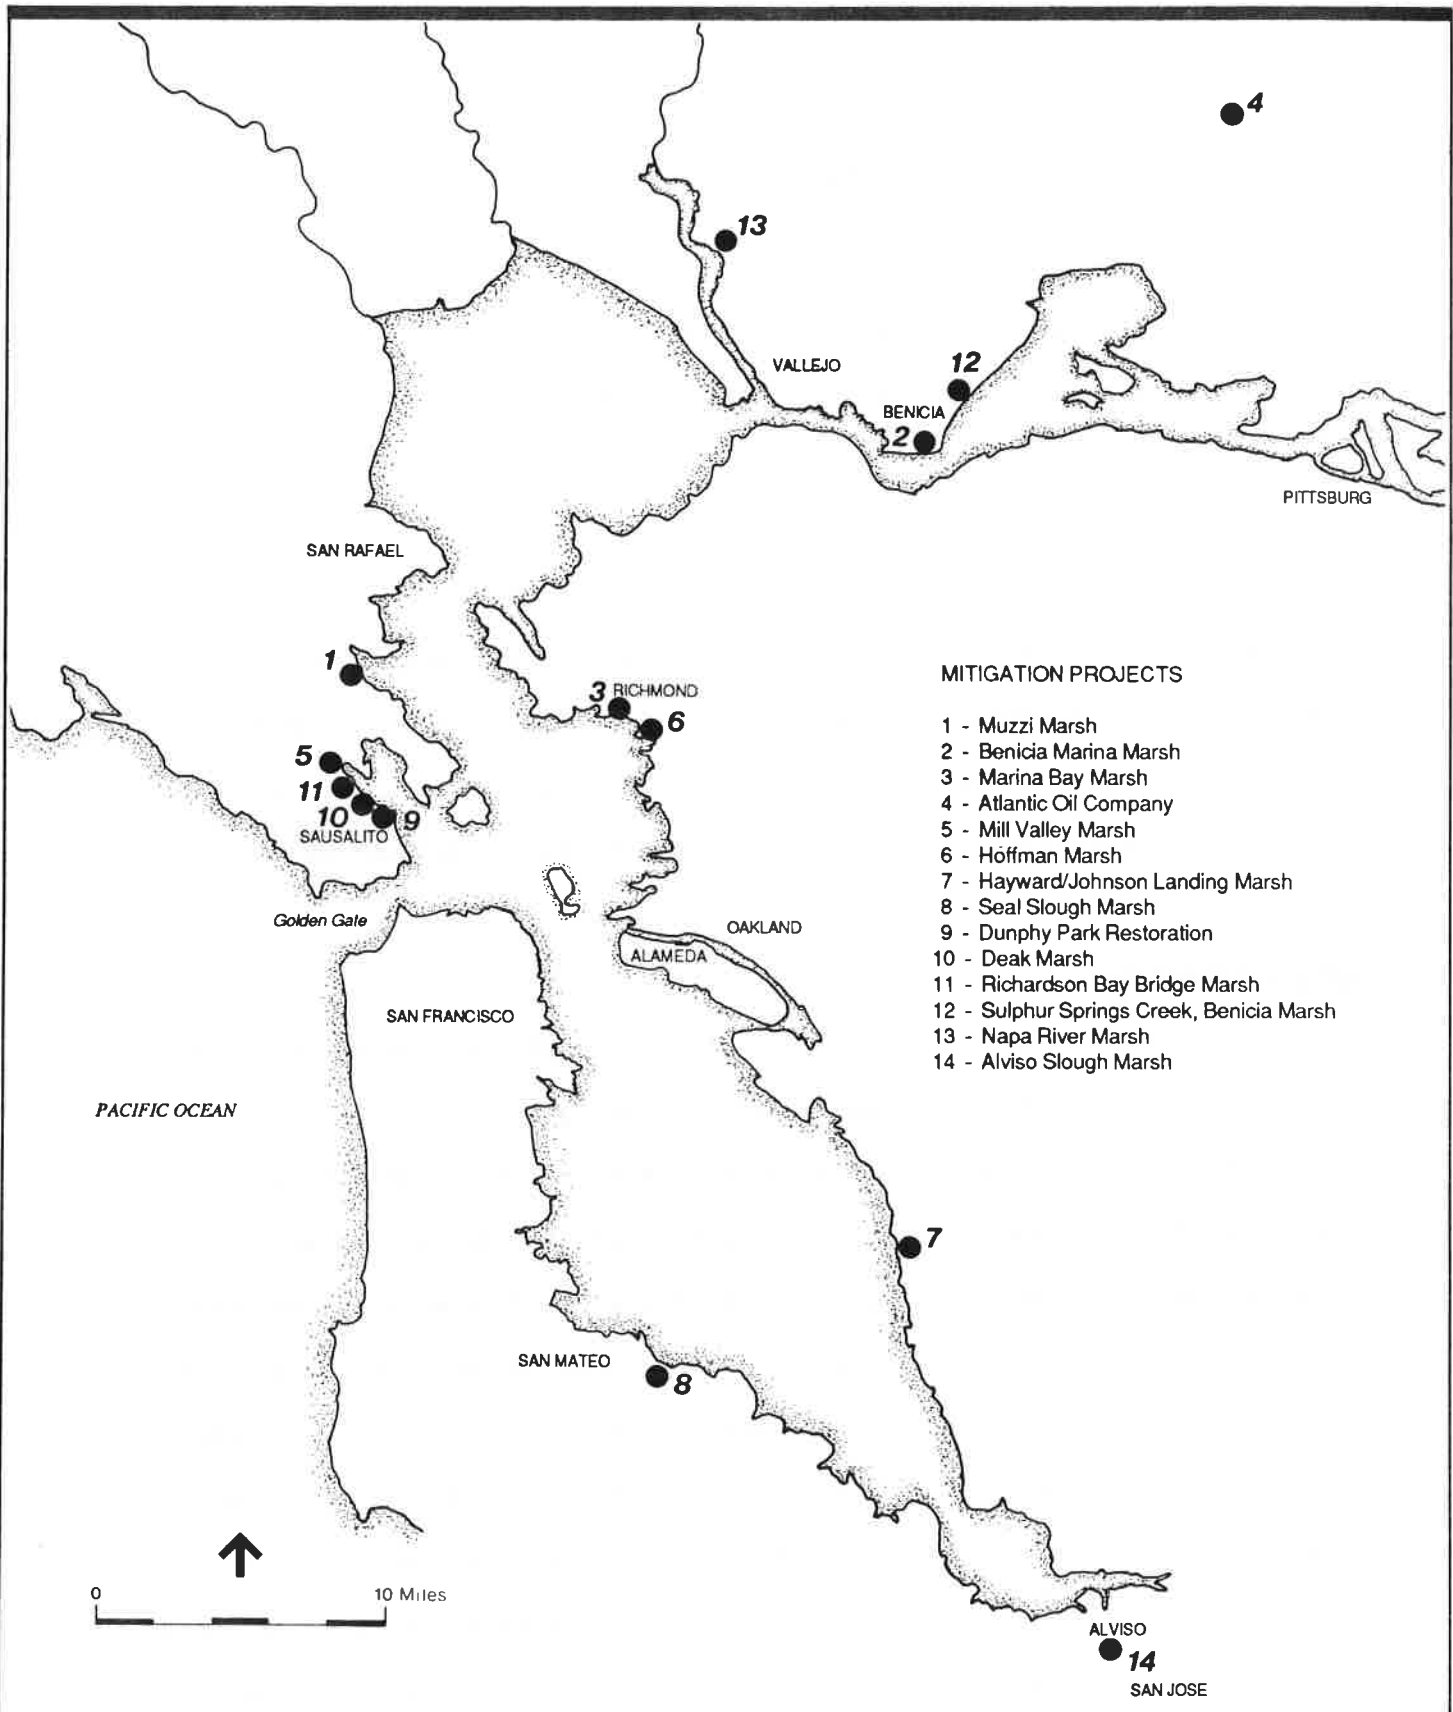 4
13
VALLEJO
12
BENICIA
2
PITTSBURG
SAN RAFAEL
1
3 RICHMOND
6
5
11
10 9
SAUSALITO
Golden Gate
OAKLAND
ALAMEDA
SAN FRANCISCO
PACIFIC OCEAN
MITIGATION PROJECTS
1 - Muzzi Marsh
2 - Benicia Marina Marsh
3 - Marina Bay Marsh
4 - Atlantic Oil Company
5 - Mill Valley Marsh
6 - Hoffman Marsh
7 - Hayward/Johnson Landing Marsh
8 - Seal Slough Marsh
9 - Dunphy Park Restoration
10 - Deak Marsh
11 - Richardson Bay Bridge Marsh
12 - Sulphur Springs Creek, Benicia Marsh
13 - Napa River Marsh
14 - Alviso Slough Marsh
7
SAN MATEO
8
0 10 Miles
ALVISO
14
SAN JOSE